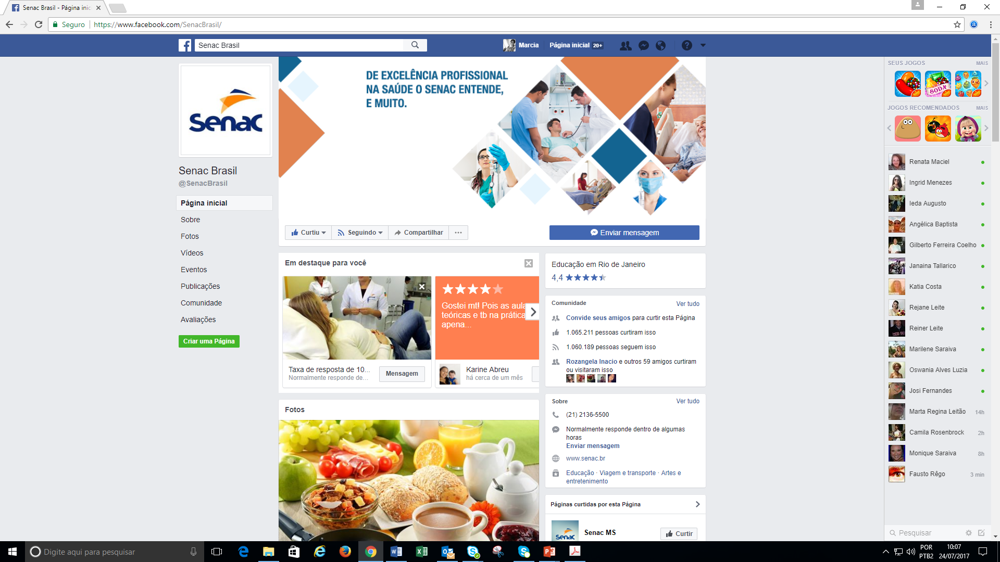 Senac Brasil - Página inic
Seguro
https://www.facebook.com/SenacBrasil/
Senac Brasil
Marcia
Página inicial 20+
Senac
Senac Brasil
@SenacBrasil
Página inicial
Sobre
Fotos
Vídeos
Eventos
Publicações
Comunidade
Avaliações
Criar uma Página
DE EXCELÊNCIA PROFISSIONAL
NA SAÚDE O SENAC ENTENDE,
E MUITO.
Curtiu
Seguindo
Compartilhar
Enviar mensagem
Em destaque para você
Taxa de resposta de 10...
Normalmente responde de...
Mensagem
Gostei mt! Pois as aula
teóricas e tb na prática
apena...
Karine Abreu
há cerca de um mês
Fotos
Educação em Rio de Janeiro
4,4
Comunidade
Ver tudo
Convide seus amigos para curtir esta Página
1.065.211 pessoas curtiram isso
1.060.189 pessoas seguem isso
Rozangela Inacio e outros 59 amigos curtiram
ou visitaram isso
Sobre
Ver tudo
(21) 2136-5500
Normalmente responde dentro de algumas
horas
Enviar mensagem
www.senac.br
Educação · Viagem e transporte · Artes e
entretenimento
Páginas curtidas por esta Página
Senac
Senac MS
Curtir
SEUS JOGOS
MAIS
SODA
JOGOS RECOMENDADOS
MAIS
Renata Maciel
Ingrid Menezes
Ieda Augusto
Angélica Baptista
Gilberto Ferreira Coelho
Janaina Tallarico
Katia Costa
Rejane Leite
Reiner Leite
Marilene Saraiva
Oswania Alves Luzia
Josi Fernandes
Marta Regina Leitão 14h
Camila Rosenbrock 2h
Monique Saraiva 8h
Fausto Rêgo 3 min
Pesquisar
Digite aqui para pesquisar
POR
PTB2
10:07
24/07/2017